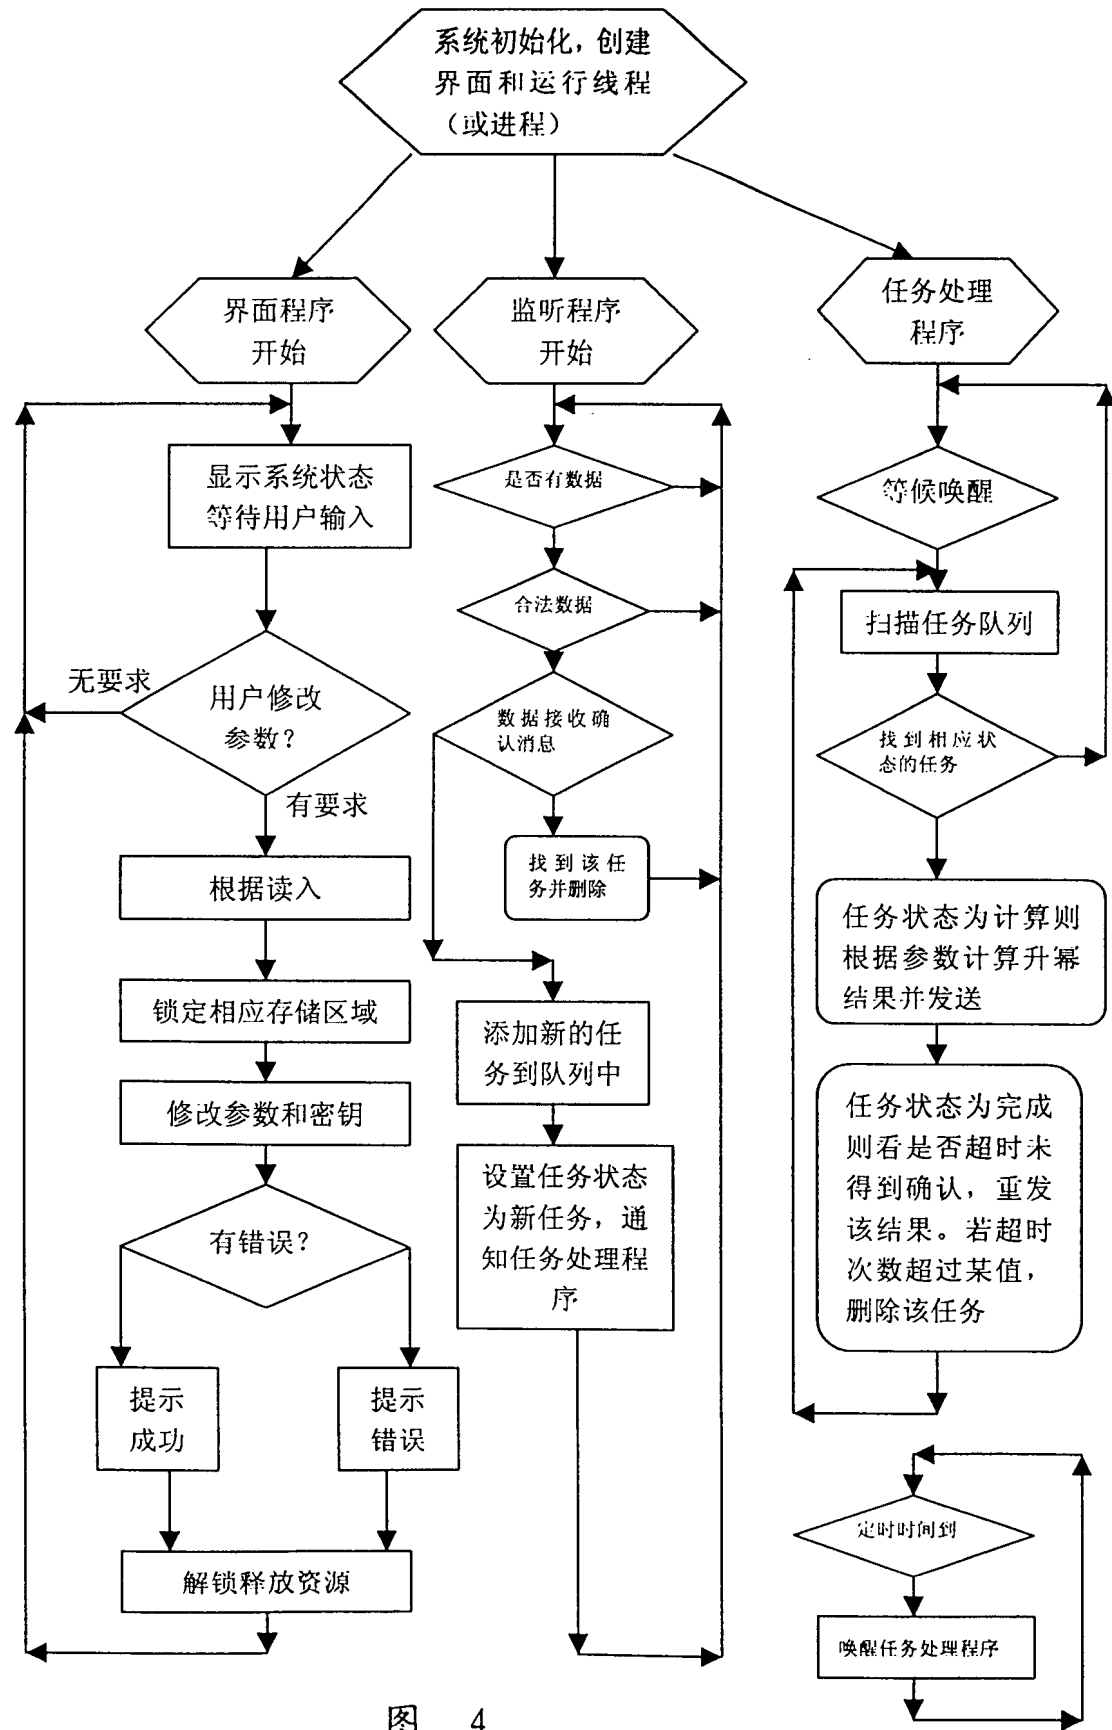 系统初始化，创建
界面和运行线程
（或进程）
界面程序
开始
监听程序
开始
任务处理
程序
显示系统状态
等待用户输入
是否有数据
等候唤醒
合法数据
扫描任务队列
无要求
用户修改
参数？
数据接收确
认消息
找到相应状
态的任务
有要求
根据读入
找到该任
务并删除
任务状态为计算则
根据参数计算升幂
结果并发送
锁定相应存储区域
添加新的任
务到队列中
修改参数和密钥
任务状态为完成
则看是否超时未
得到确认，重发
该结果。若超时
次数超过某值，
删除该任务
设置任务状态
为新任务，通
知任务处理程
序
有错误？
提示
成功
提示
错误
定时时间到
解锁释放资源
唤醒任务处理程序
图 4